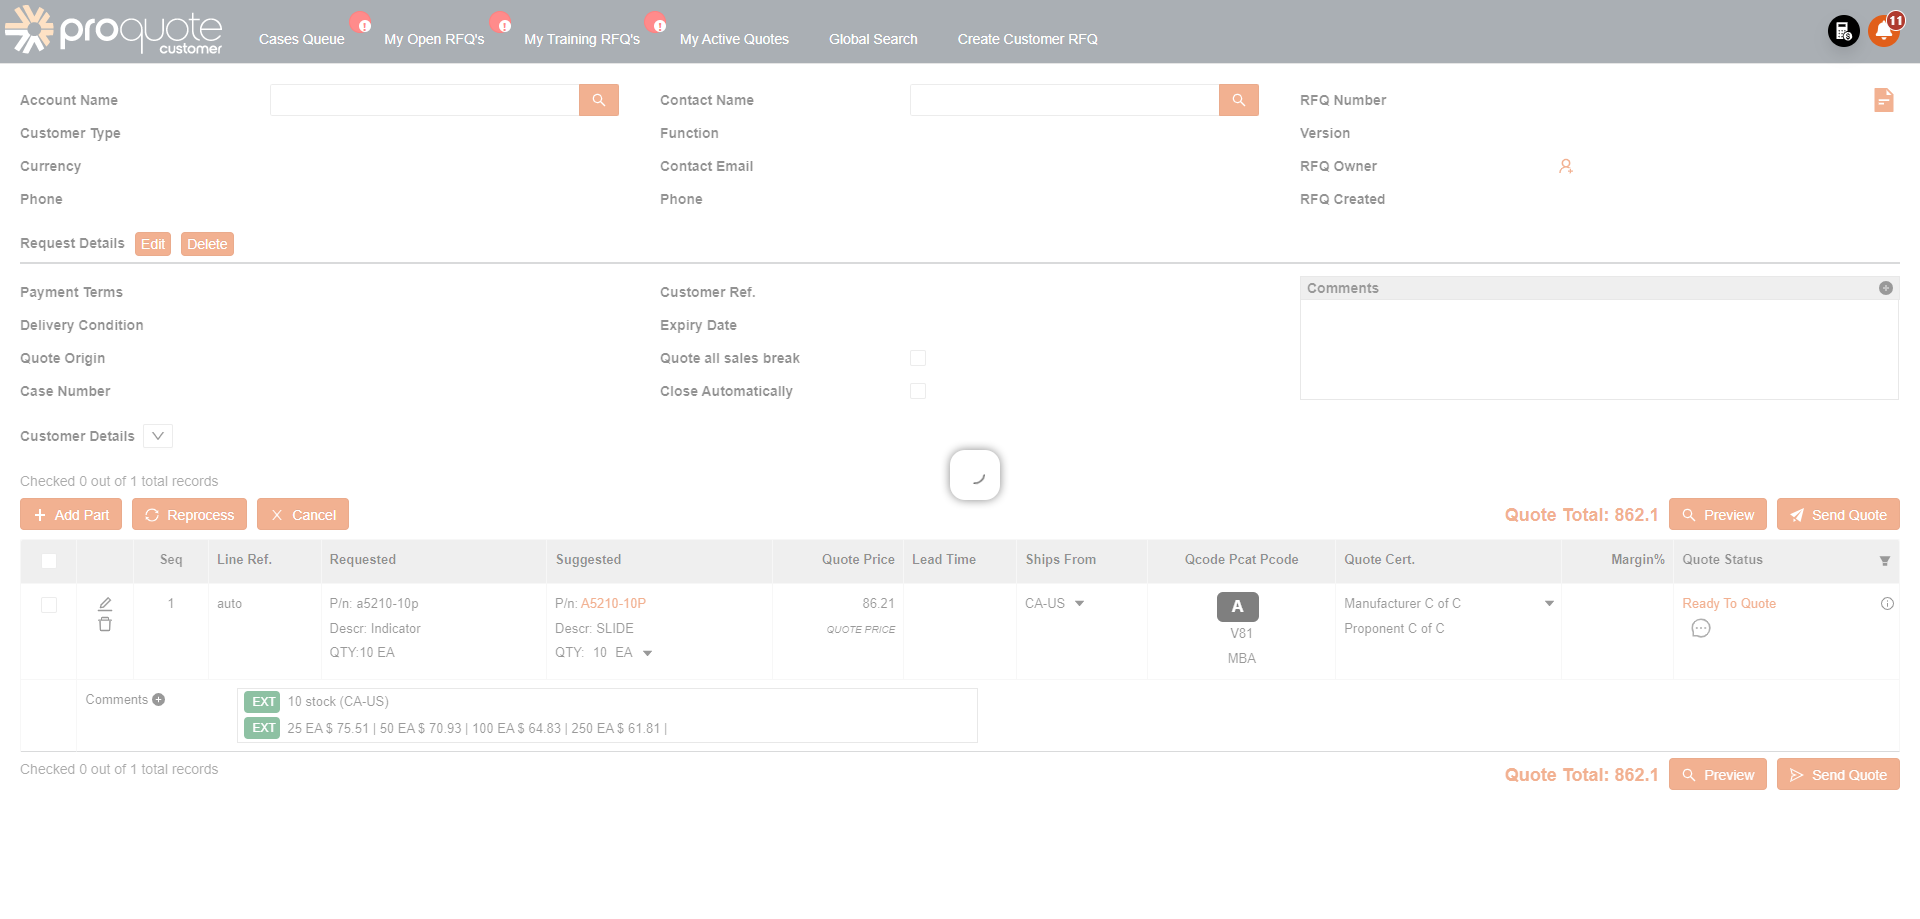 proquote
customer
Cases Queue
My Open RFQ's
My Training RFQ's
My Active Quotes
Global Search
Create Customer RFQ
11
Account Name
Contact Name
RFQ Number
Customer Type
Function
Version
Currency
Contact Email
RFQ Owner
Phone
Phone
RFQ Created
Request Details Edit Delete
Payment Terms
Customer Ref.
Comments
Delivery Condition
Expiry Date
Quote Origin
Quote all sales break
Case Number
Close Automatically
Customer Details
Checked 0 out of 1 total records
Add Part Reprocess Cancel
Quote Total: 862.1 Preview Send Quote
Seq Line Ref. Requested Suggested Quote Price Lead Time Ships From Qcode Pcat Pcode Quote Cert. Margin% Quote Status
1 auto P/n: a5210-10p P/n: A5210-10P 86.21 CA-US A Manufacturer C of C Ready To Quote
Descr: Indicator Descr: SLIDE QUOTE PRICE V81 Proponent C of C
QTY:10 EA QTY: 10 EA MBA
Comments EXT 10 stock (CA-US)
EXT 25 EA $ 75.51 | 50 EA $ 70.93 | 100 EA $ 64.83 | 250 EA $ 61.81 |
Checked 0 out of 1 total records
Quote Total: 862.1 Preview Send Quote